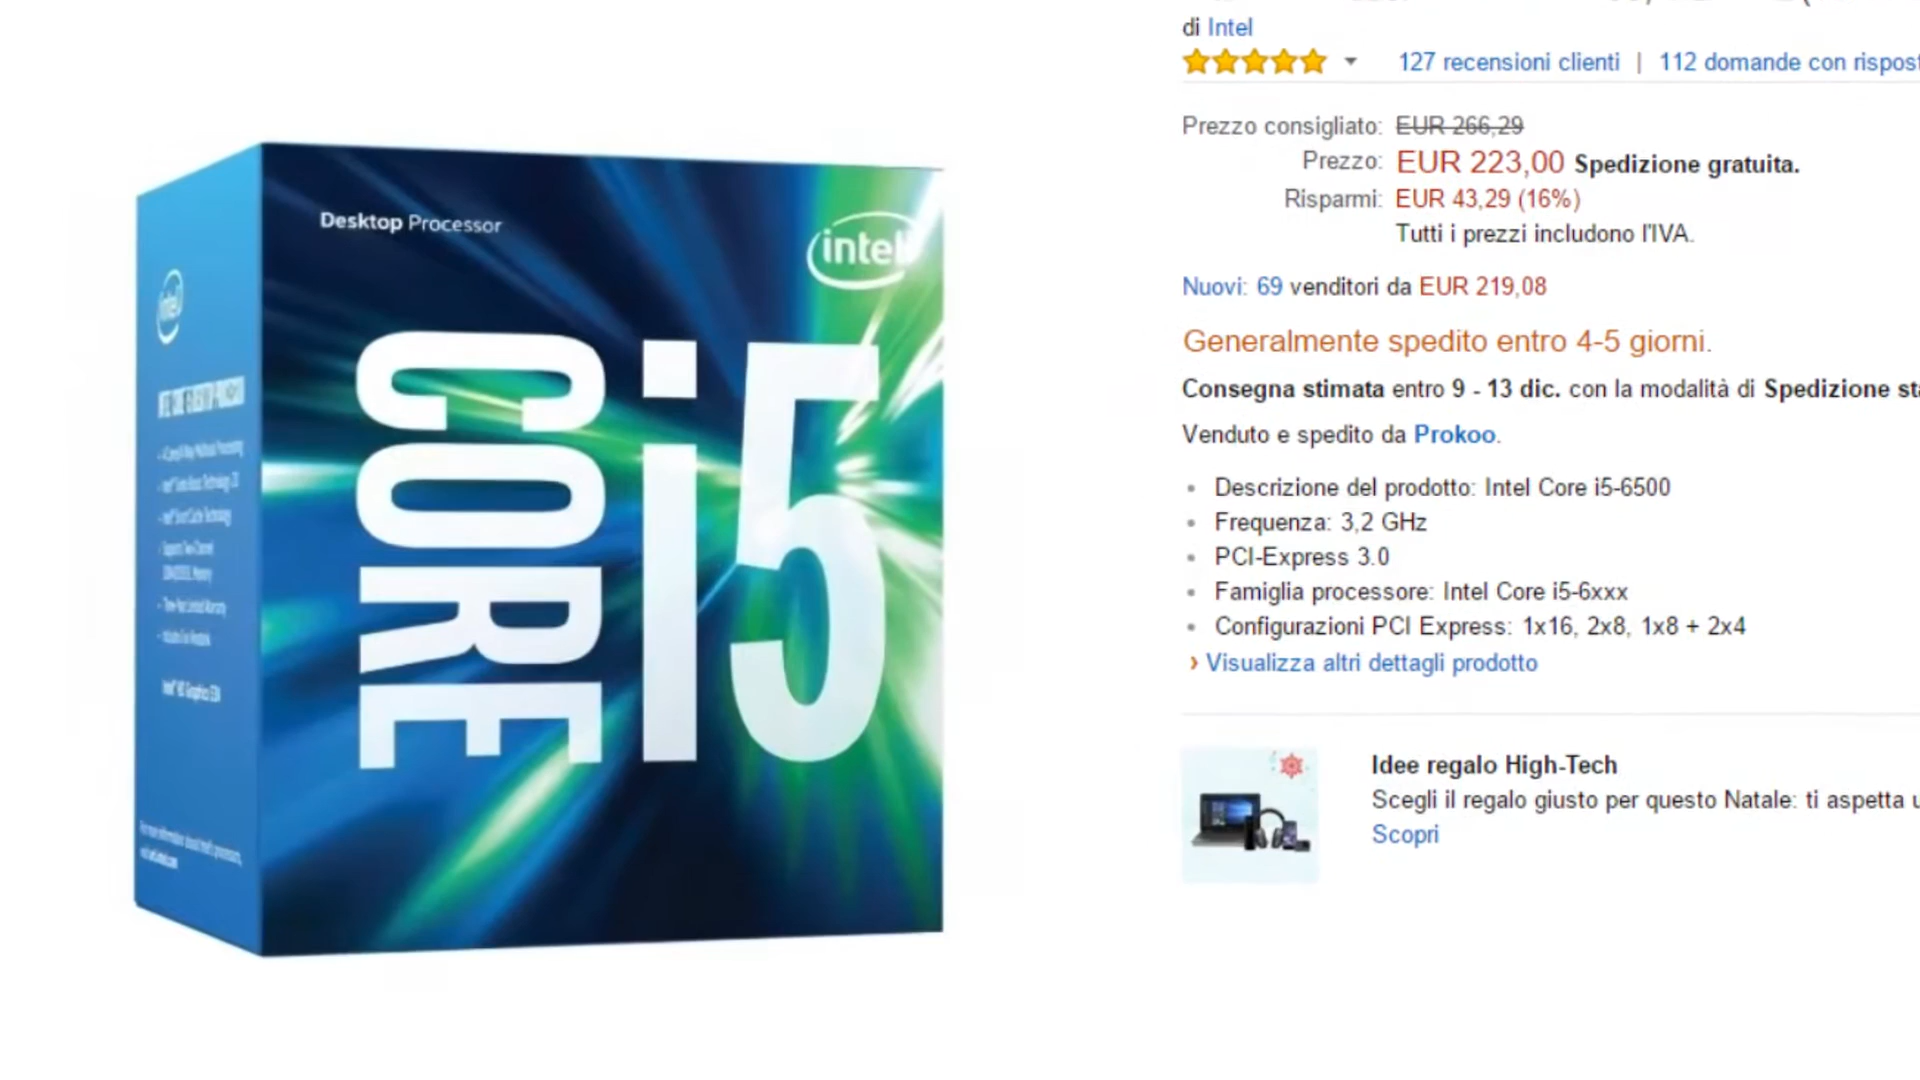 Desktop Processor
intel
CORE i5
intel
di Intel
127 recensioni clienti | 112 domande con rispost
Prezzo consigliato: EUR 266,29
Prezzo: EUR 223,00 Spedizione gratuita.
Risparmi: EUR 43,29 (16%)
Tutti i prezzi includono l'IVA.
Nuovi: 69 venditori da EUR 219,08
Generalmente spedito entro 4-5 giorni.
Consegna stimata entro 9 - 13 dic. con la modalità di Spedizione sta
Venduto e spedito da Prokoo.
• Descrizione del prodotto: Intel Core i5-6500
• Frequenza: 3,2 GHz
• PCI-Express 3.0
• Famiglia processore: Intel Core i5-6xxx
• Configurazioni PCI Express: 1x16, 2x8, 1x8 + 2x4
› Visualizza altri dettagli prodotto
Idee regalo High-Tech
Scegli il regalo giusto per questo Natale: ti aspetta u
Scopri